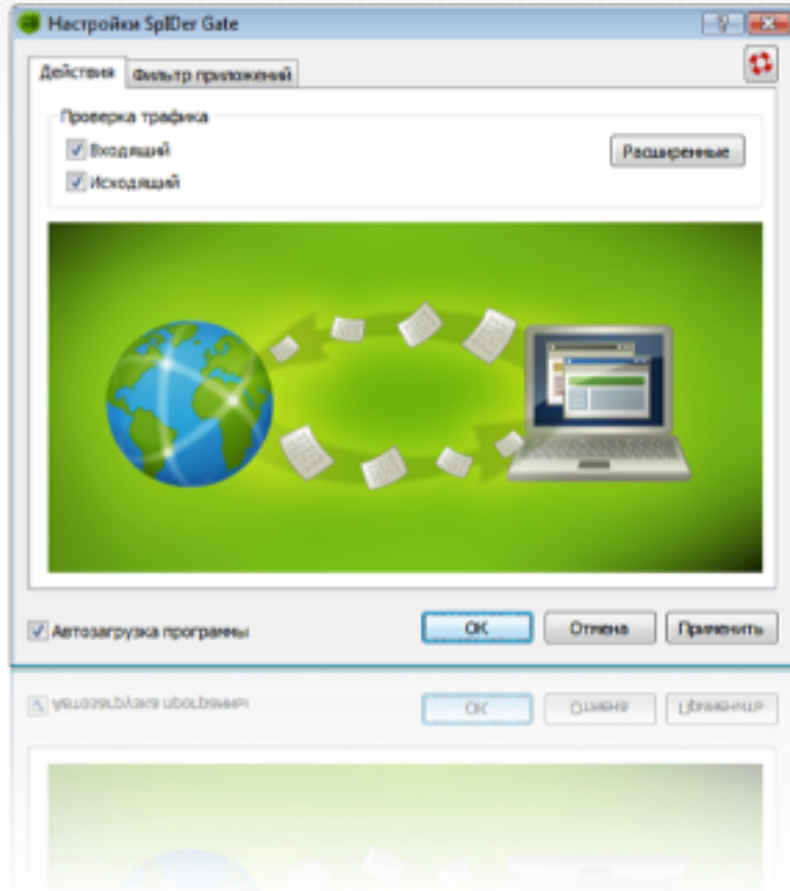 Настройки SpIDer Gate
Действия
Фильтр приложений
Проверка трафика
Входящий
Расширенные
Исходящий
Автозагрузка программы
OK
Отмена
Применить